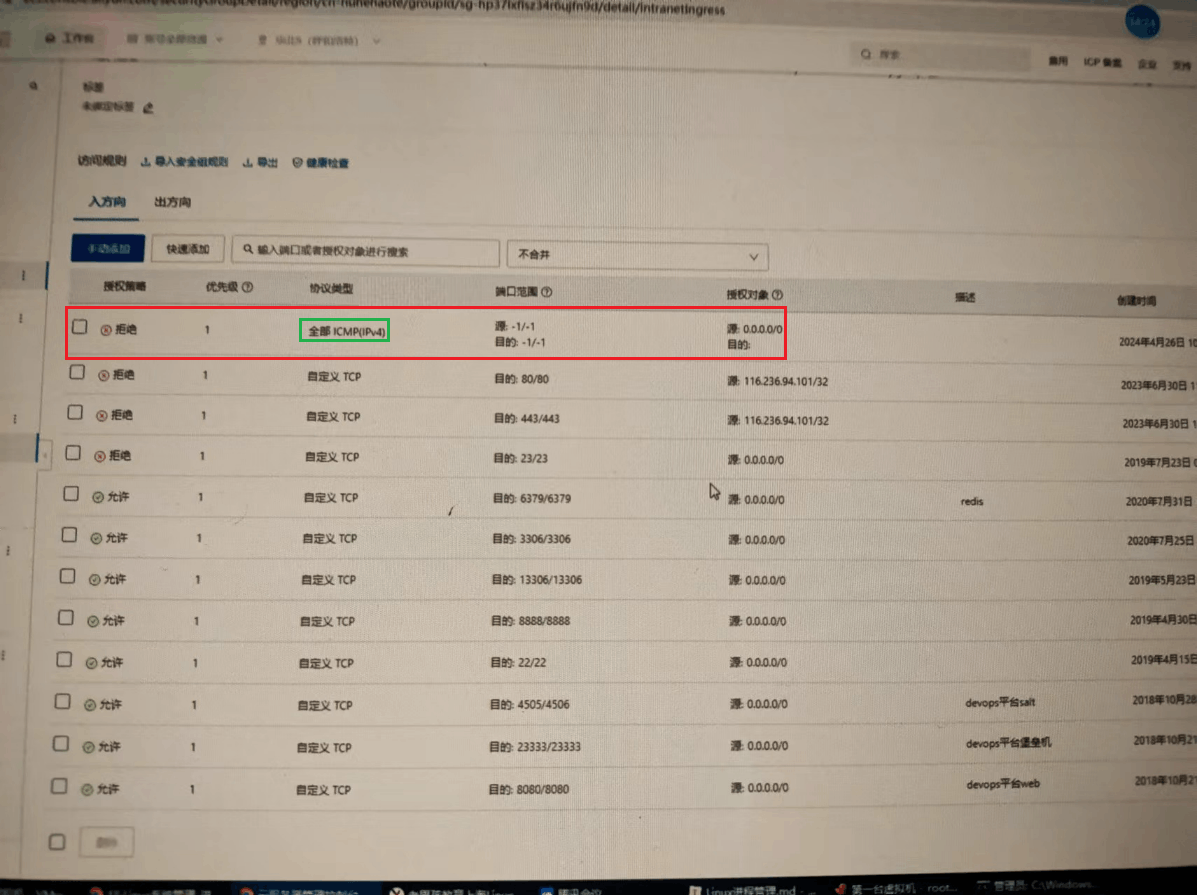 工作台
搜索
费用 ICP 备案 企业 支持
标签
未绑定标签
访问规则 导入安全组规则 导出 健康检查
入方向 出方向
手动添加 快速添加 输入端口或者授权对象进行搜索 不合并
授权策略 优先级 协议类型 端口范围 授权对象 描述 创建时间
拒绝 1 全部 ICMP(IPv4) 源: -1/-1 源: 0.0.0.0/0 2024年4月26日 10
目的: -1/-1 目的:
拒绝 1 自定义 TCP 目的: 80/80 源: 116.236.94.101/32 2023年6月30日 1
拒绝 1 自定义 TCP 目的: 443/443 源: 116.236.94.101/32 2023年6月30日 1
拒绝 1 自定义 TCP 目的: 23/23 源: 0.0.0.0/0 2019年7月23日
允许 1 自定义 TCP 目的: 6379/6379 源: 0.0.0.0/0 redis 2020年7月31日
允许 1 自定义 TCP 目的: 3306/3306 源: 0.0.0.0/0 2020年7月25日
允许 1 自定义 TCP 目的: 13306/13306 源: 0.0.0.0/0 2019年5月23日
允许 1 自定义 TCP 目的: 8888/8888 源: 0.0.0.0/0 2019年4月30日
允许 1 自定义 TCP 目的: 22/22 源: 0.0.0.0/0 2019年4月15日
允许 1 自定义 TCP 目的: 4505/4506 源: 0.0.0.0/0 devops平台salt 2018年10月28
允许 1 自定义 TCP 目的: 23333/23333 源: 0.0.0.0/0 devops平台堡垒机 2018年10月21
允许 1 自定义 TCP 目的: 8080/8080 源: 0.0.0.0/0 devops平台web 2018年10月21
删除
腾讯会议 Linux进程管理.md 第一台虚拟机 root... 管理员: C:\Windows...